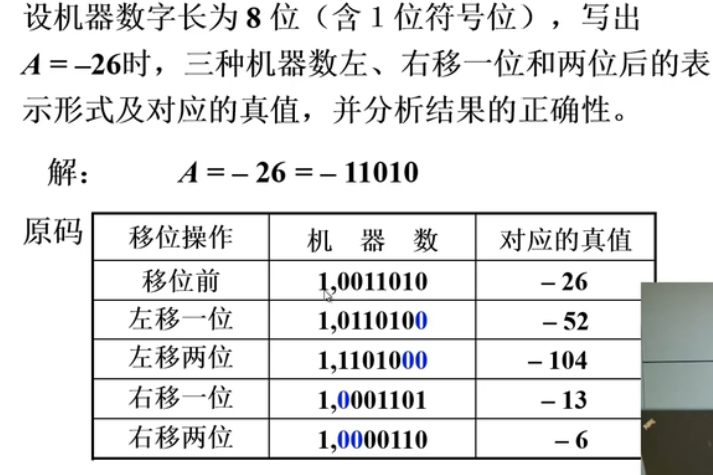 设机器数字长为 8 位（含 1 位符号位），写出
A = –26时，三种机器数左、右移一位和两位后的表
示形式及对应的真值，并分析结果的正确性。
解： A = – 26 = – 11010
原码
移位操作 机 器 数 对应的真值
移位前 1,0011010 – 26
左移一位 1,0110100 – 52
左移两位 1,1101000 – 104
右移一位 1,0001101 – 13
右移两位 1,0000110 – 6